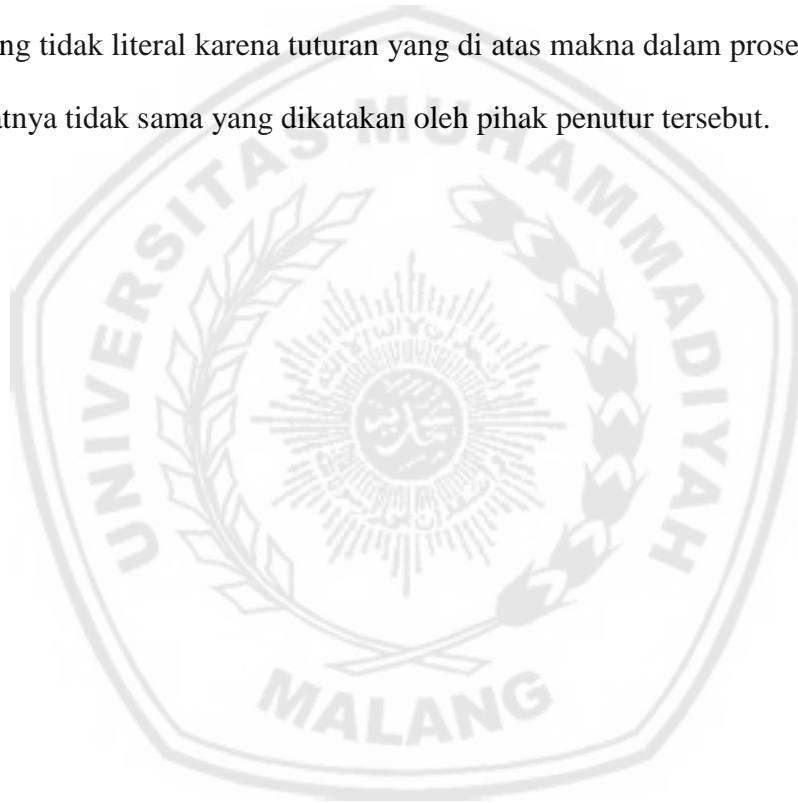 ng tidak literal karena tuturan yang di atas makna dalam prose
atnya tidak sama yang dikatakan oleh pihak penutur tersebut.
UNIVERSITAS MUHAMMADIYAH
MALANG